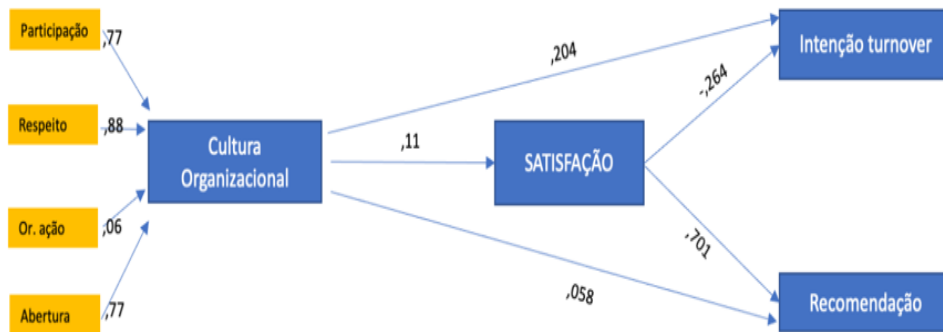 Participação
,77
Respeito
,88
Or. ação
,06
Abertura
,77
Cultura
Organizacional
,204
,11
,058
SATISFAÇÃO
-,264
,701
Intenção turnover
Recomendação